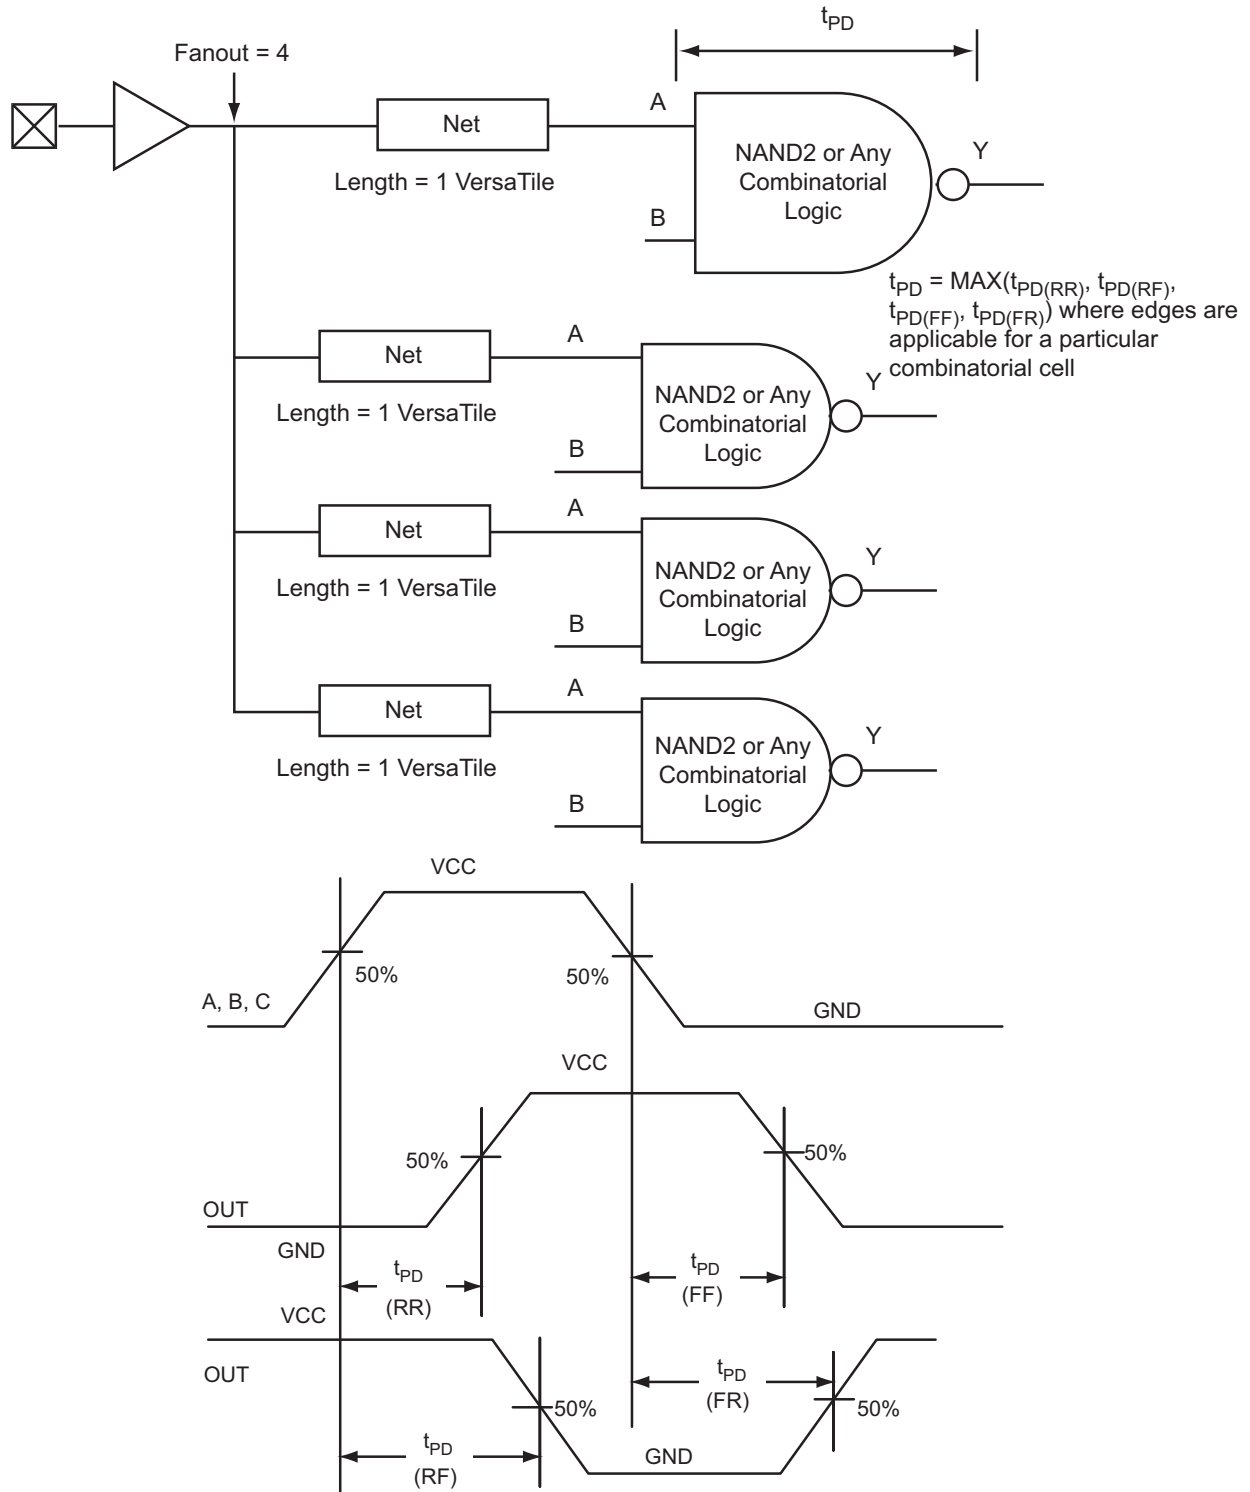 tPD
Fanout = 4
Net
Length = 1 VersaTile
A
B
NAND2 or Any
Combinatorial
Logic
Y
tPD = MAX(tPD(RR), tPD(RF),
tPD(FF), tPD(FR)) where edges are
applicable for a particular
combinatorial cell
Net
Length = 1 VersaTile
A
B
NAND2 or Any
Combinatorial
Logic
Y
Net
Length = 1 VersaTile
A
B
NAND2 or Any
Combinatorial
Logic
Y
Net
Length = 1 VersaTile
A
B
NAND2 or Any
Combinatorial
Logic
Y
VCC
50%
50%
A, B, C
GND
VCC
50%
50%
OUT
GND
tPD
(RR)
tPD
(FF)
VCC
OUT
tPD
(FR)
50%
50%
tPD
(RF)
GND